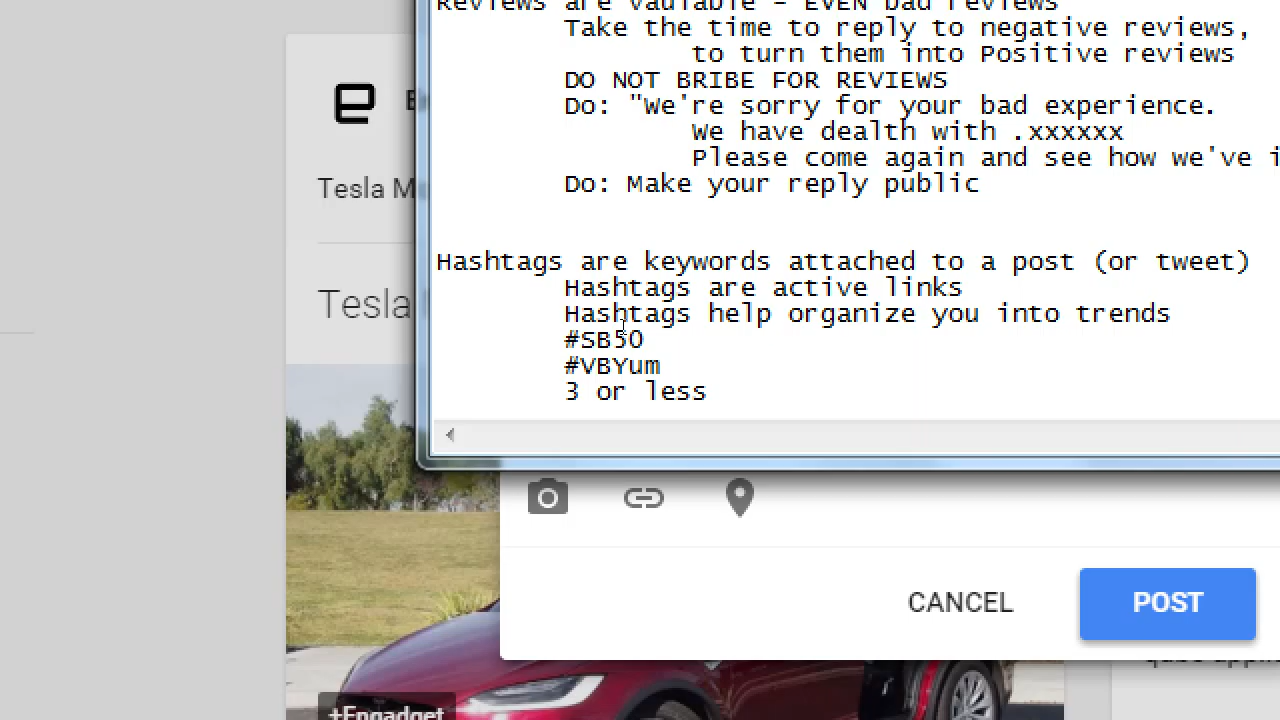 Reviews are vaulable - EVEN bad reviews
Take the time to reply to negative reviews,
to turn them into Positive reviews
DO NOT BRIBE FOR REVIEWS
Do: "We're sorry for your bad experience.
We have dealth with .xxxxxx
Please come again and see how we've i
Do: Make your reply public
Tesla M
Hashtags are keywords attached to a post (or tweet)
Hashtags are active links
Tesla
Hashtags help organize you into trends
#SB50
#VBYum
3 or less
CANCEL
POST
+Engadget